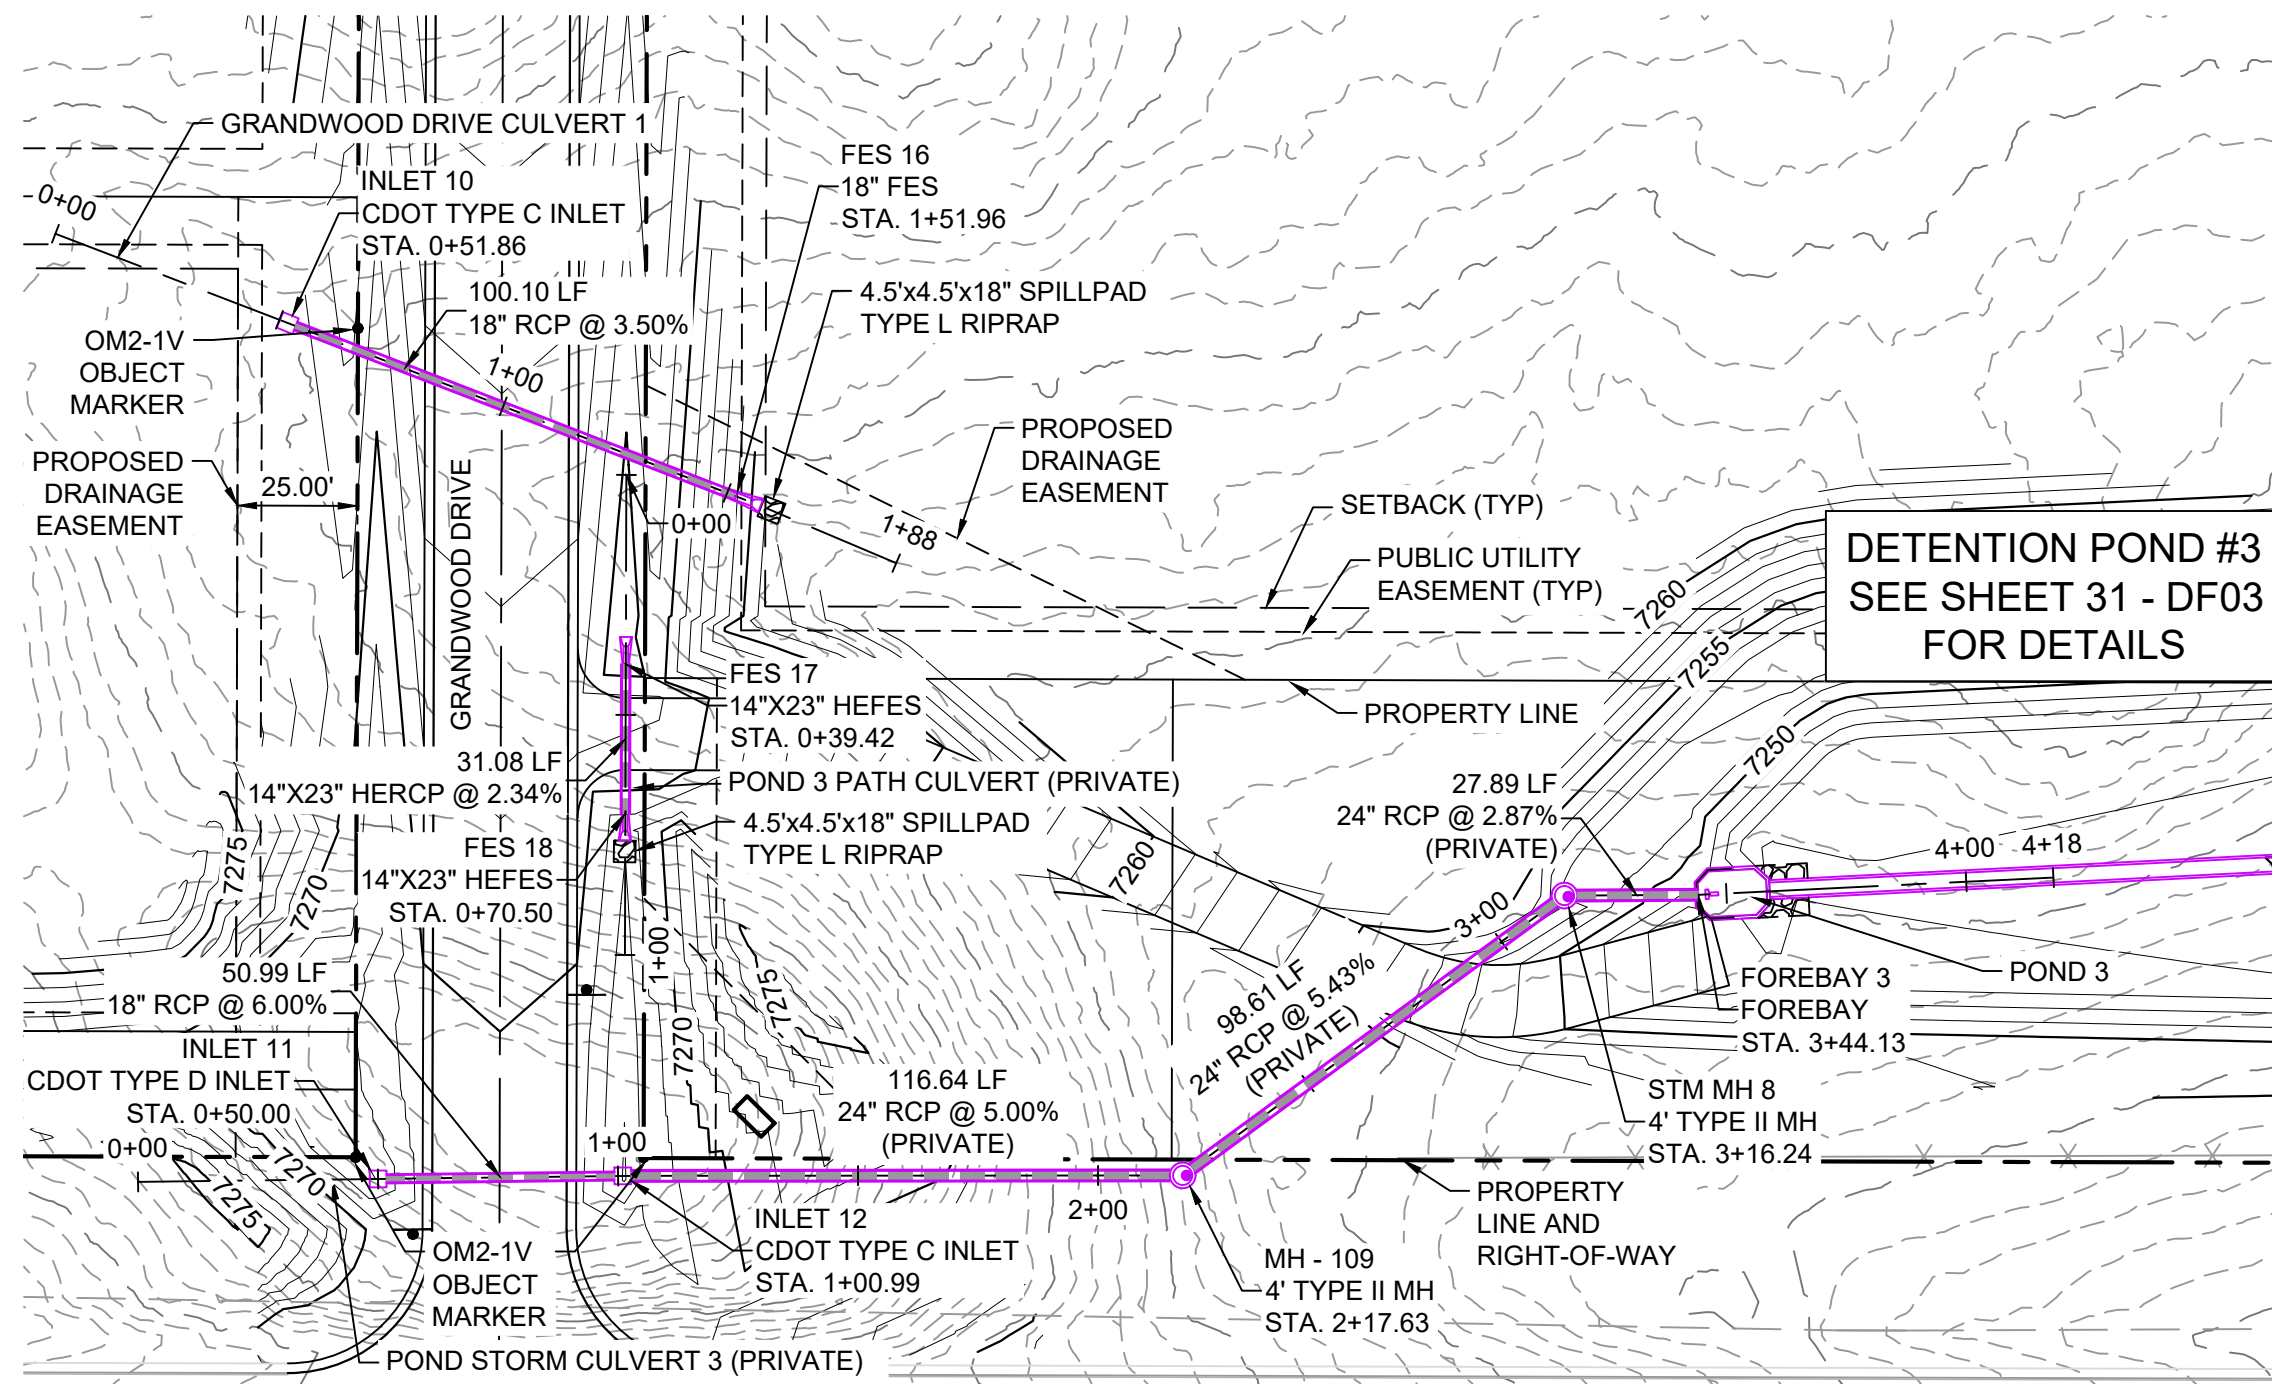 GRANDWOOD DRIVE CULVERT 1
0+00
INLET 10
CDOT TYPE C INLET
STA. 0+51.86
FES 16
18" FES
STA. 1+51.96
100.10 LF
18" RCP @ 3.50%
4.5'x4.5'x18" SPILLPAD
TYPE L RIPRAP
OM2-1V
OBJECT
MARKER
1+00
PROPOSED
DRAINAGE
EASEMENT
25.00'
GRANDWOOD DRIVE
0+00
1+88
PROPOSED
DRAINAGE
EASEMENT
SETBACK (TYP)
PUBLIC UTILITY
EASEMENT (TYP)
7260
7255
7250
DETENTION POND #3
SEE SHEET 31 - DF03
FOR DETAILS
FES 17
14"X23" HEFES
STA. 0+39.42
PROPERTY LINE
31.08 LF
14"X23" HERCP @ 2.34%
POND 3 PATH CULVERT (PRIVATE)
4.5'x4.5'x18" SPILLPAD
TYPE L RIPRAP
FES 18
14"X23" HEFES
STA. 0+70.50
7275
7270
1+00
7275
7270
7260
27.89 LF
24" RCP @ 2.87%
(PRIVATE)
4+00
4+18
3+00
98.61 LF
24" RCP @ 5.43%
(PRIVATE)
POND 3
FOREBAY 3
FOREBAY
STA. 3+44.13
50.99 LF
18" RCP @ 6.00%
INLET 11
CDOT TYPE D INLET
STA. 0+50.00
0+00
7270
7275
1+00
116.64 LF
24" RCP @ 5.00%
(PRIVATE)
STM MH 8
4' TYPE II MH
STA. 3+16.24
2+00
PROPERTY
LINE AND
RIGHT-OF-WAY
INLET 12
CDOT TYPE C INLET
STA. 1+00.99
OM2-1V
OBJECT
MARKER
MH - 109
4' TYPE II MH
STA. 2+17.63
POND STORM CULVERT 3 (PRIVATE)